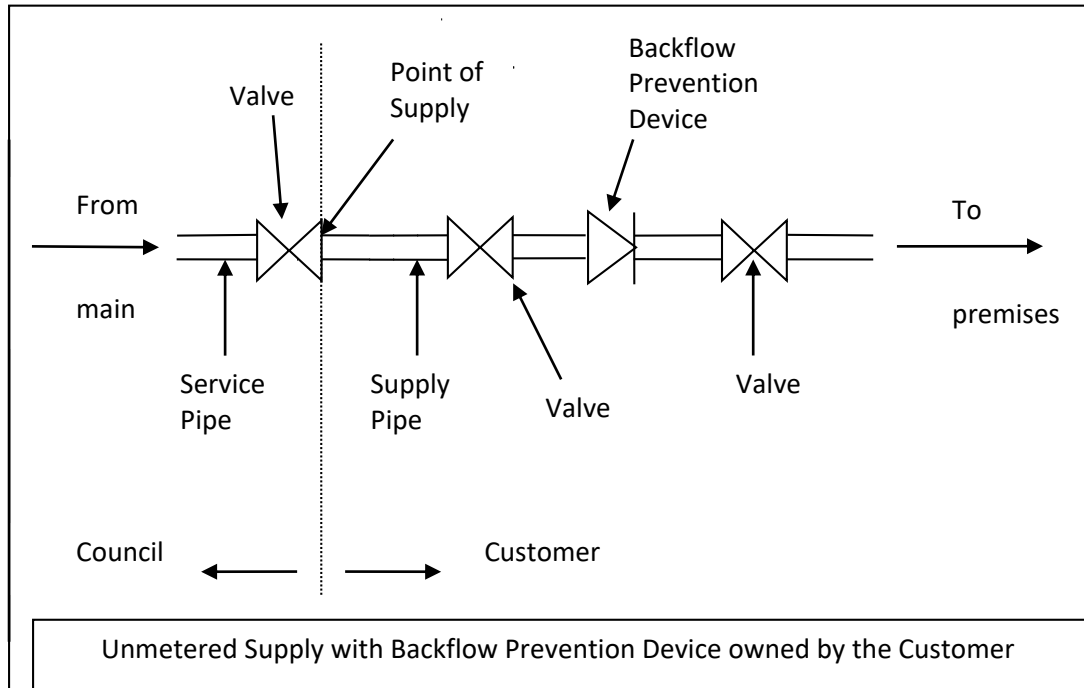 Backflow
Prevention
Device
Point of
Supply
Valve
From
main
To
premises
Service
Pipe
Supply
Pipe
Valve
Valve
Council
Customer
Unmetered Supply with Backflow Prevention Device owned by the Customer